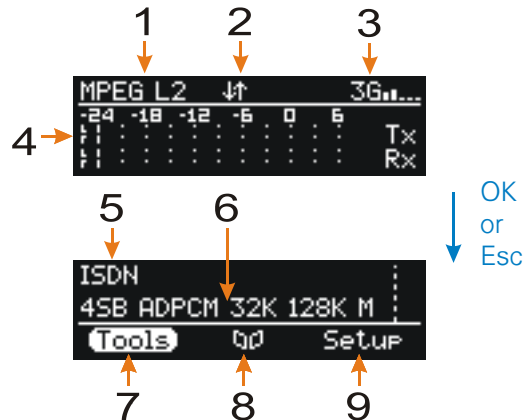 1 2 3
MPEG L2 ↓↑ 3G
-24 -18 -12 -6 0 6
4
Tx
Rx
OK
or
Esc
5 6
ISDN
4SB ADPCM 32K 128K M
Tools Setup
7 8 9